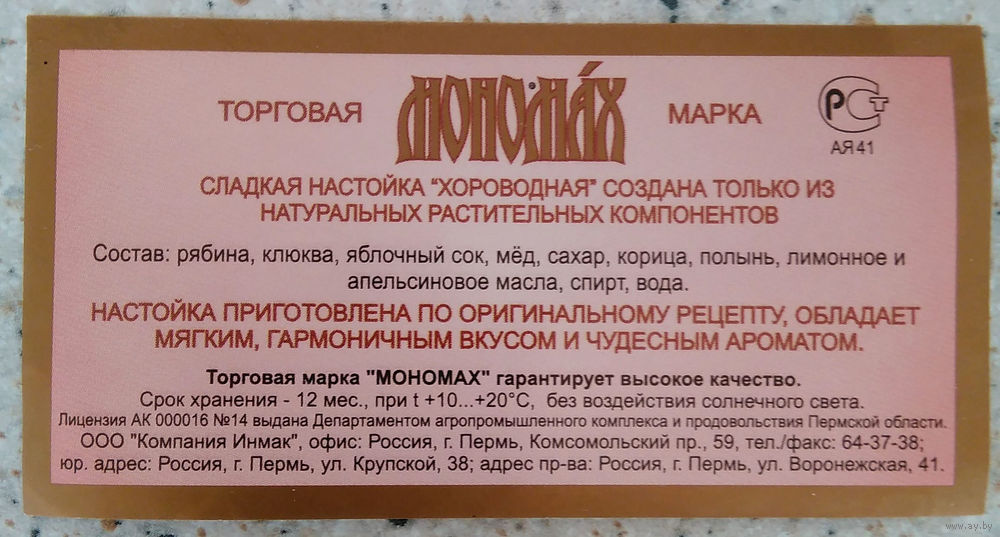 ТОРГОВАЯ МОНОМАХ МАРКА
РСТ
АЯ 41
СЛАДКАЯ НАСТОЙКА "ХОРОВОДНАЯ" СОЗДАНА ТОЛЬКО ИЗ
НАТУРАЛЬНЫХ РАСТИТЕЛЬНЫХ КОМПОНЕНТОВ
Состав: рябина, клюква, яблочный сок, мёд, сахар, корица, полынь, лимонное и
апельсиновое масла, спирт, вода.
НАСТОЙКА ПРИГОТОВЛЕНА ПО ОРИГИНАЛЬНОМУ РЕЦЕПТУ, ОБЛАДАЕТ
МЯГКИМ, ГАРМОНИЧНЫМ ВКУСОМ И ЧУДЕСНЫМ АРОМАТОМ.
Торговая марка "МОНОМАХ" гарантирует высокое качество.
Срок хранения - 12 мес., при t +10...+20°С, без воздействия солнечного света.
Лицензия АК 000016 №14 выдана Департаментом агропромышленного комплекса и продовольствия Пермской области.
ООО "Компания Инмак", офис: Россия, г. Пермь, Комсомольский пр., 59, тел./факс: 64-37-38;
юр. адрес: Россия, г. Пермь, ул. Крупской, 38; адрес пр-ва: Россия, г. Пермь, ул. Воронежская, 41.
www.ay.by